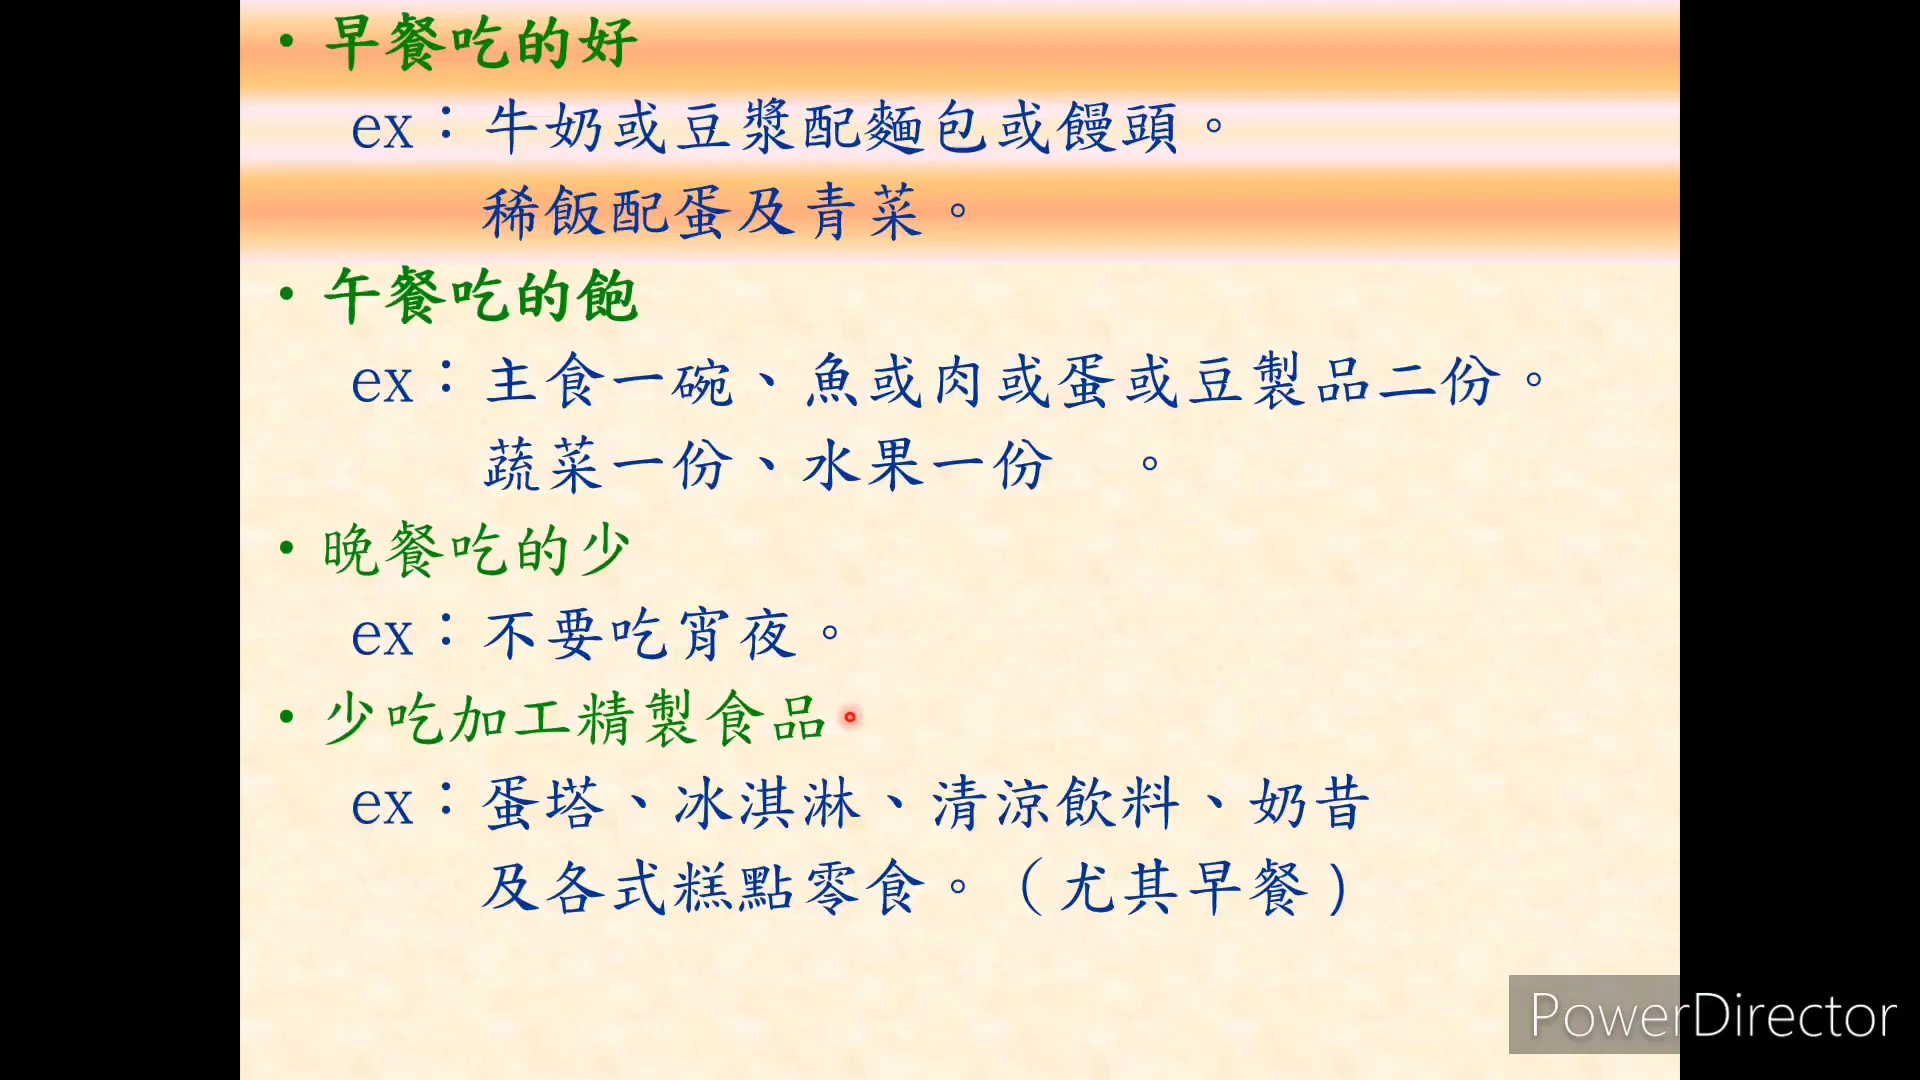 • 早餐吃的好
ex：牛奶或豆漿配麵包或饅頭。
稀飯配蛋及青菜。
• 午餐吃的飽
ex：主食一碗、魚或肉或蛋或豆製品二份。
蔬菜一份、水果一份　。
• 晚餐吃的少
ex：不要吃宵夜。
• 少吃加工精製食品。
ex：蛋塔、冰淇淋、清涼飲料、奶昔
及各式糕點零食。（尤其早餐）
PowerDirector